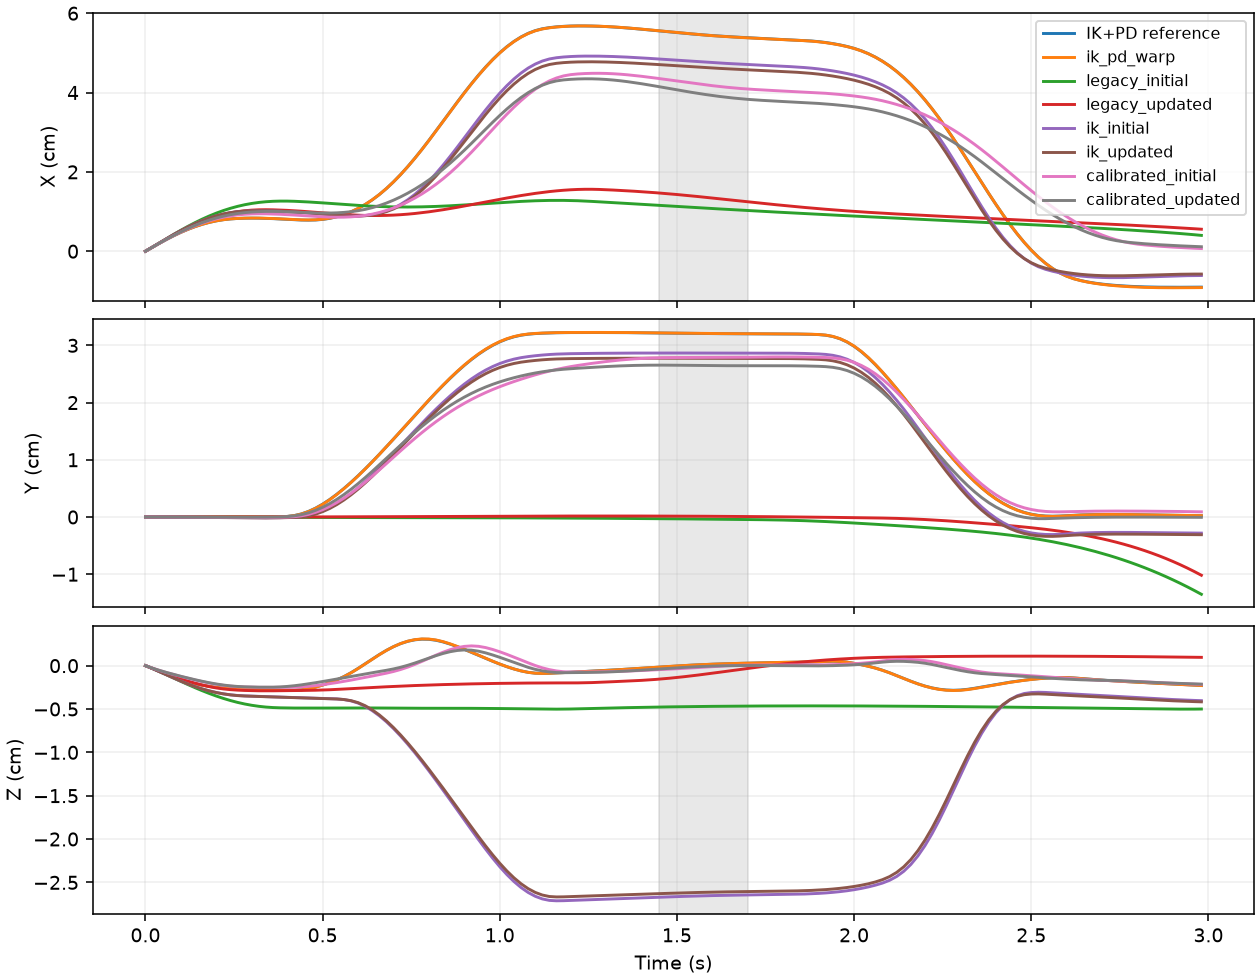 6
4
2
0
X (cm)
IK+PD reference
ik_pd_warp
legacy_initial
legacy_updated
ik_initial
ik_updated
calibrated_initial
calibrated_updated
3
2
1
0
−1
Y (cm)
0.0
−0.5
−1.0
−1.5
−2.0
−2.5
Z (cm)
0.0 0.5 1.0 1.5 2.0 2.5 3.0
Time (s)